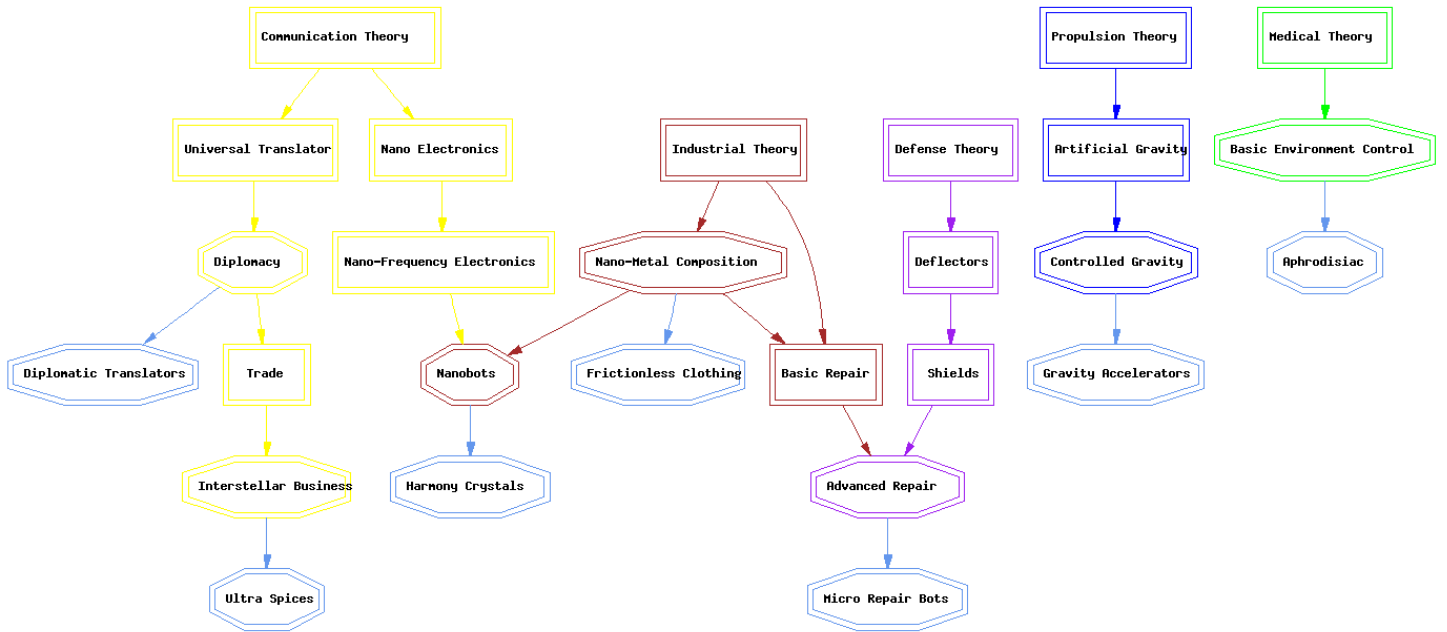 Communication Theory
Propulsion Theory
Medical Theory
Universal Translator
Nano Electronics
Industrial Theory
Defense Theory
Artificial Gravity
Basic Environment Control
Diplomacy
Nano-Frequency Electronics
Nano-Metal Composition
Deflectors
Controlled Gravity
Aphrodisiac
Diplomatic Translators
Trade
Nanobots
Frictionless Clothing
Basic Repair
Shields
Gravity Accelerators
Interstellar Business
Harmony Crystals
Advanced Repair
Ultra Spices
Micro Repair Bots